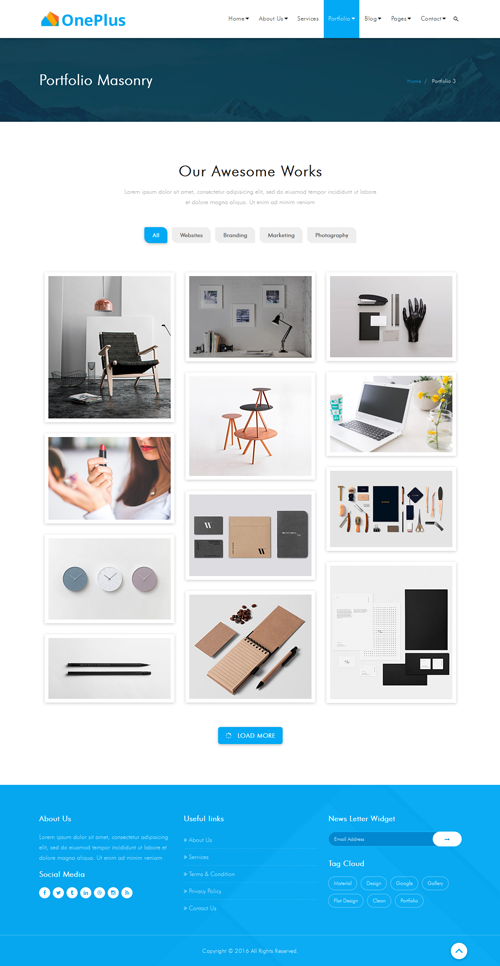 OnePlus
Home
About Us
Services
Portfolio
Blog
Pages
Contact
Portfolio Masonry
Home / Portfolio 3
Our Awesome Works
Lorem ipsum dolor sit amet, consectetur adipisicing elit, sed do eiusmod tempor incididunt ut labore
et dolore magna aliqua. Ut enim ad minim veniam
All
Websites
Branding
Marketing
Photography
LOAD MORE
About Us
Lorem ipsum dolor sit amet, consectetur adipisicing elit, sed do eiusmod tempor incididunt ut labore et dolore magna aliqua. Ut enim ad minim veniam
Social Media
Useful links
» About Us
» Services
» Terms & Condition
» Privacy Policy
» Contact Us
News Letter Widget
Email Address
Tag Cloud
Material
Design
Google
Gallery
Flat Design
Clean
Portfolio
Copyright © 2016 All Rights Reserved.